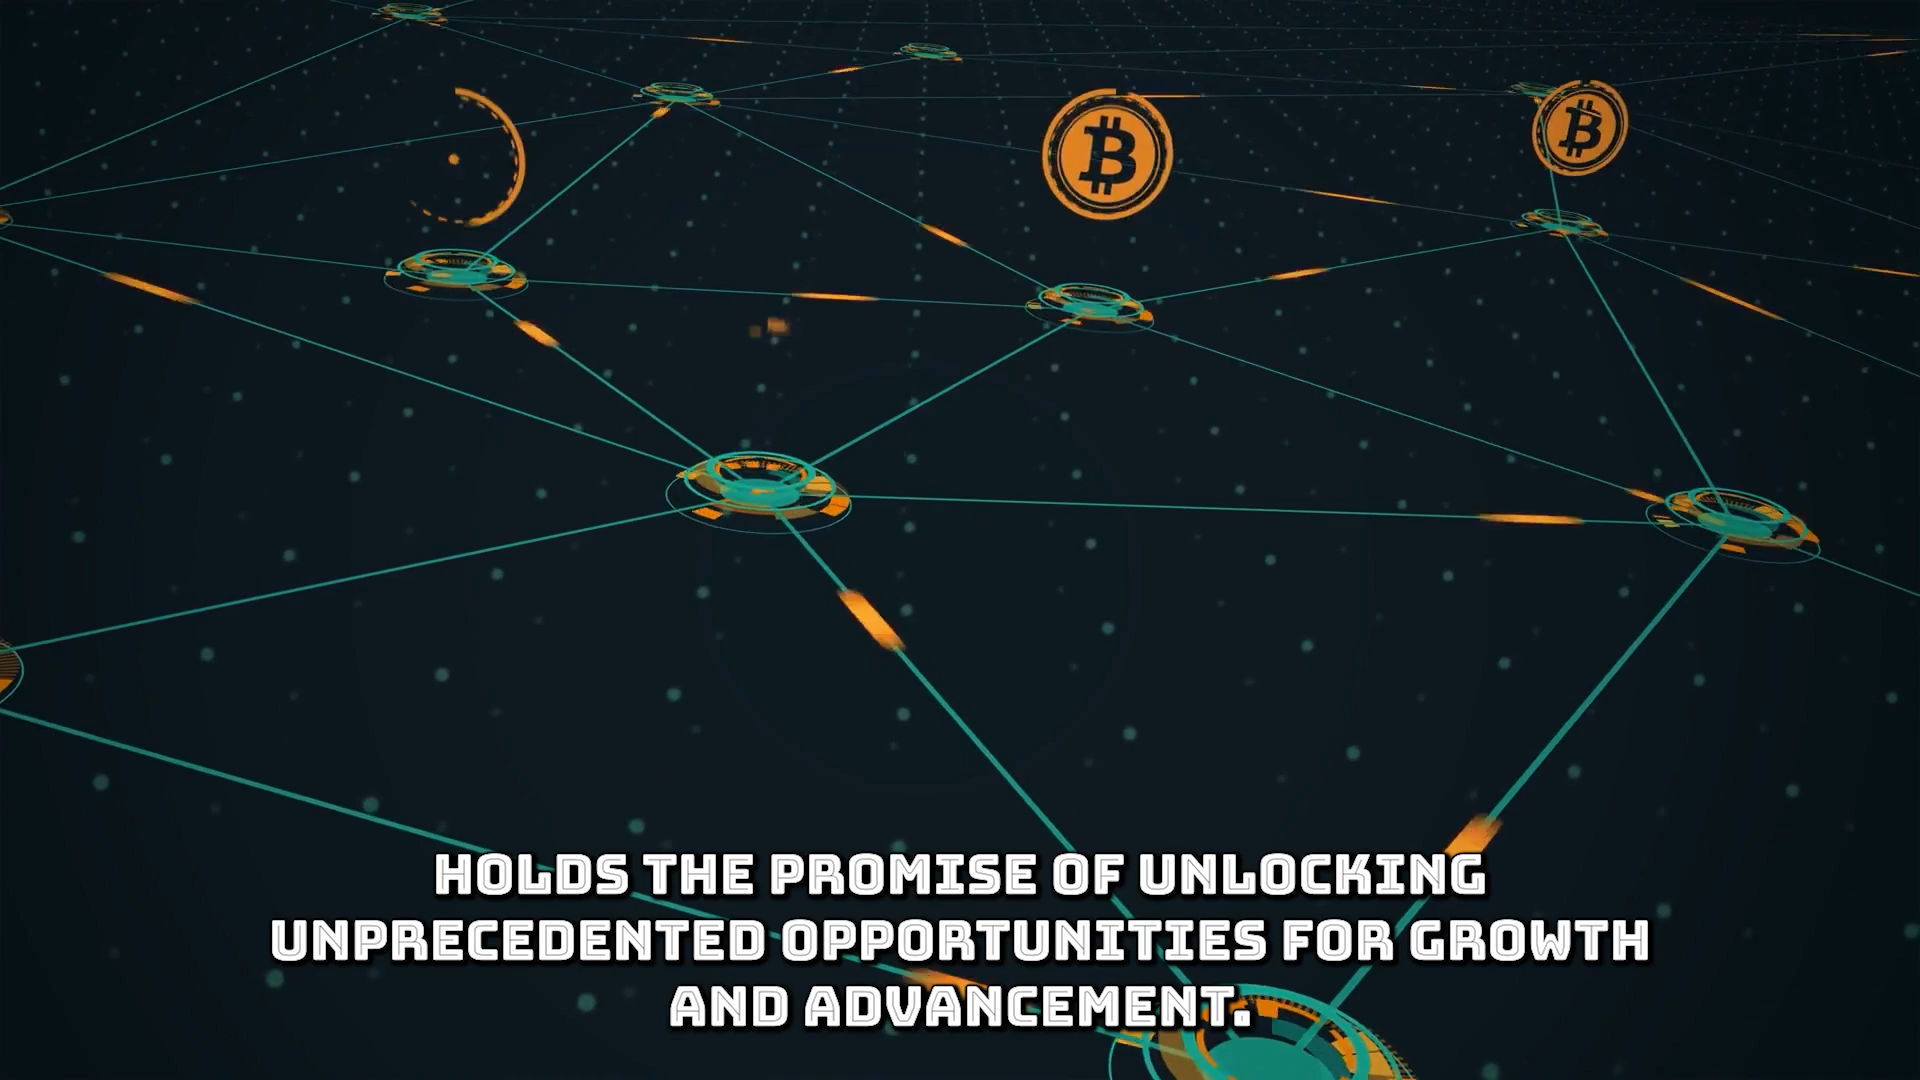 HOLDS THE PROMISE OF UNLOCKING
UNPRECEDENTED OPPORTUNITIES FOR GROWTH
AND ADVANCEMENT.